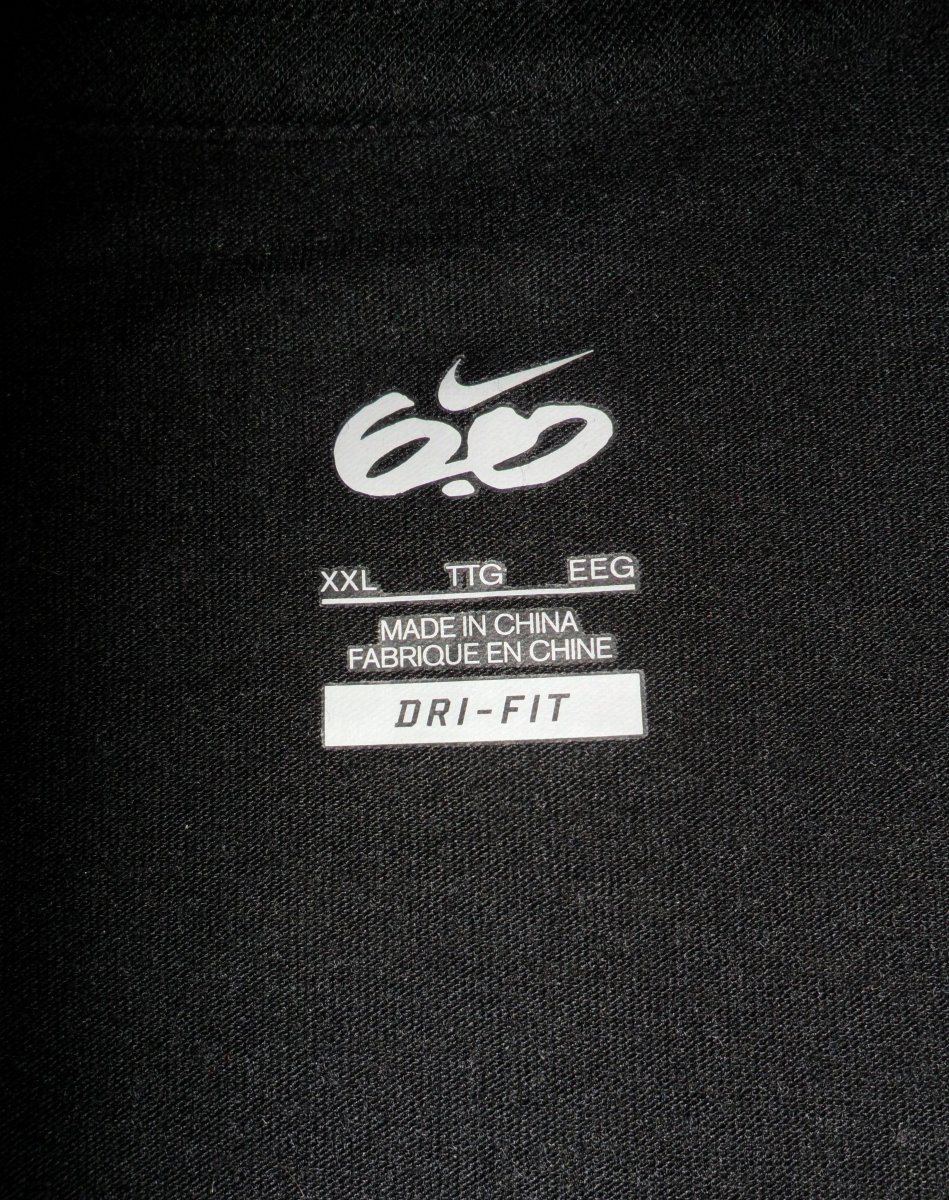 6.0
XXL TTG EEG
MADE IN CHINA
FABRIQUE EN CHINE
DRI-FIT